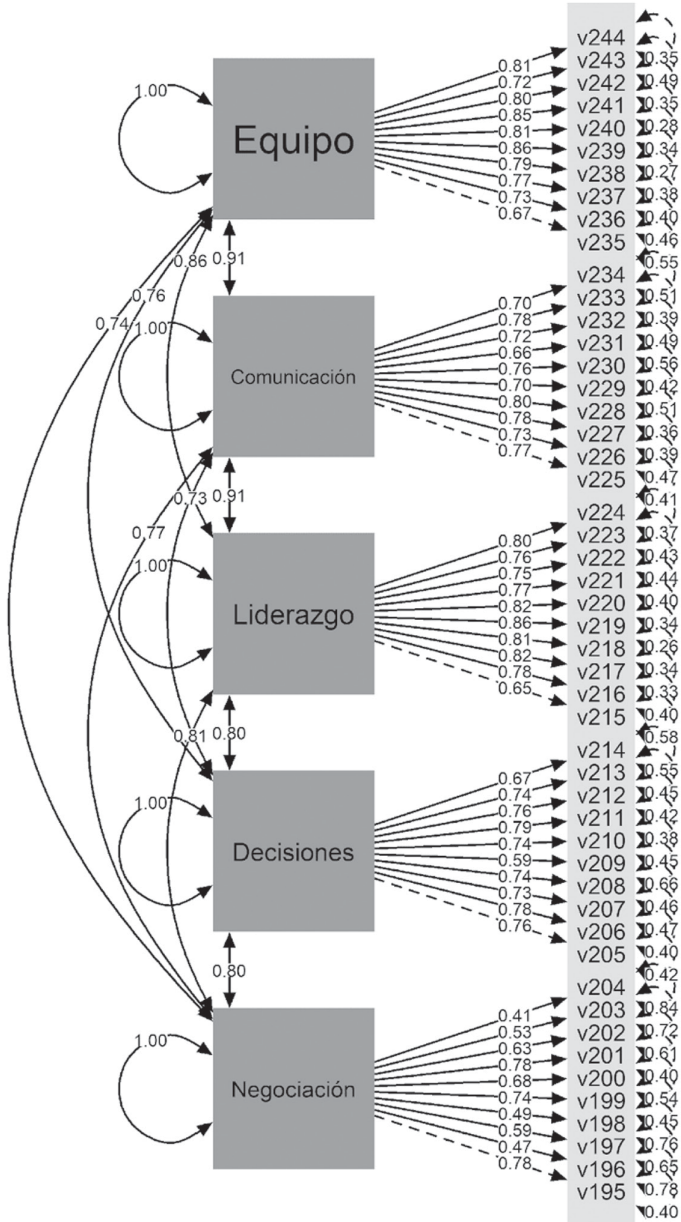 v244
v243
v242
v241
v240
v239
v238
v237
v236
v235
0.35
0.49
0.35
0.28
0.34
0.27
0.38
0.40
0.46
0.55
0.81
0.72
0.80
0.85
0.81
0.86
0.79
0.77
0.73
0.67
1.00
Equipo
0.86
0.91
0.76
0.74
v234
v233
v232
v231
v230
v229
v228
v227
v226
v225
0.51
0.39
0.49
0.56
0.42
0.51
0.36
0.39
0.47
0.41
0.70
0.78
0.72
0.66
0.76
0.70
0.80
0.78
0.73
0.77
1.00
Comunicación
0.73
0.91
0.77
v224
v223
v222
v221
v220
v219
v218
v217
v216
v215
0.37
0.43
0.44
0.40
0.34
0.26
0.34
0.33
0.40
0.58
0.80
0.76
0.75
0.77
0.82
0.86
0.81
0.82
0.78
0.65
1.00
Liderazgo
0.81
0.80
v214
v213
v212
v211
v210
v209
v208
v207
v206
v205
0.55
0.45
0.42
0.38
0.45
0.66
0.46
0.47
0.40
0.42
0.67
0.74
0.76
0.79
0.74
0.59
0.74
0.73
0.78
0.76
1.00
Decisiones
0.80
v204
v203
v202
v201
v200
v199
v198
v197
v196
v195
0.84
0.72
0.61
0.40
0.54
0.45
0.76
0.65
0.78
0.40
0.41
0.53
0.63
0.78
0.68
0.74
0.49
0.59
0.47
0.78
1.00
Negociación